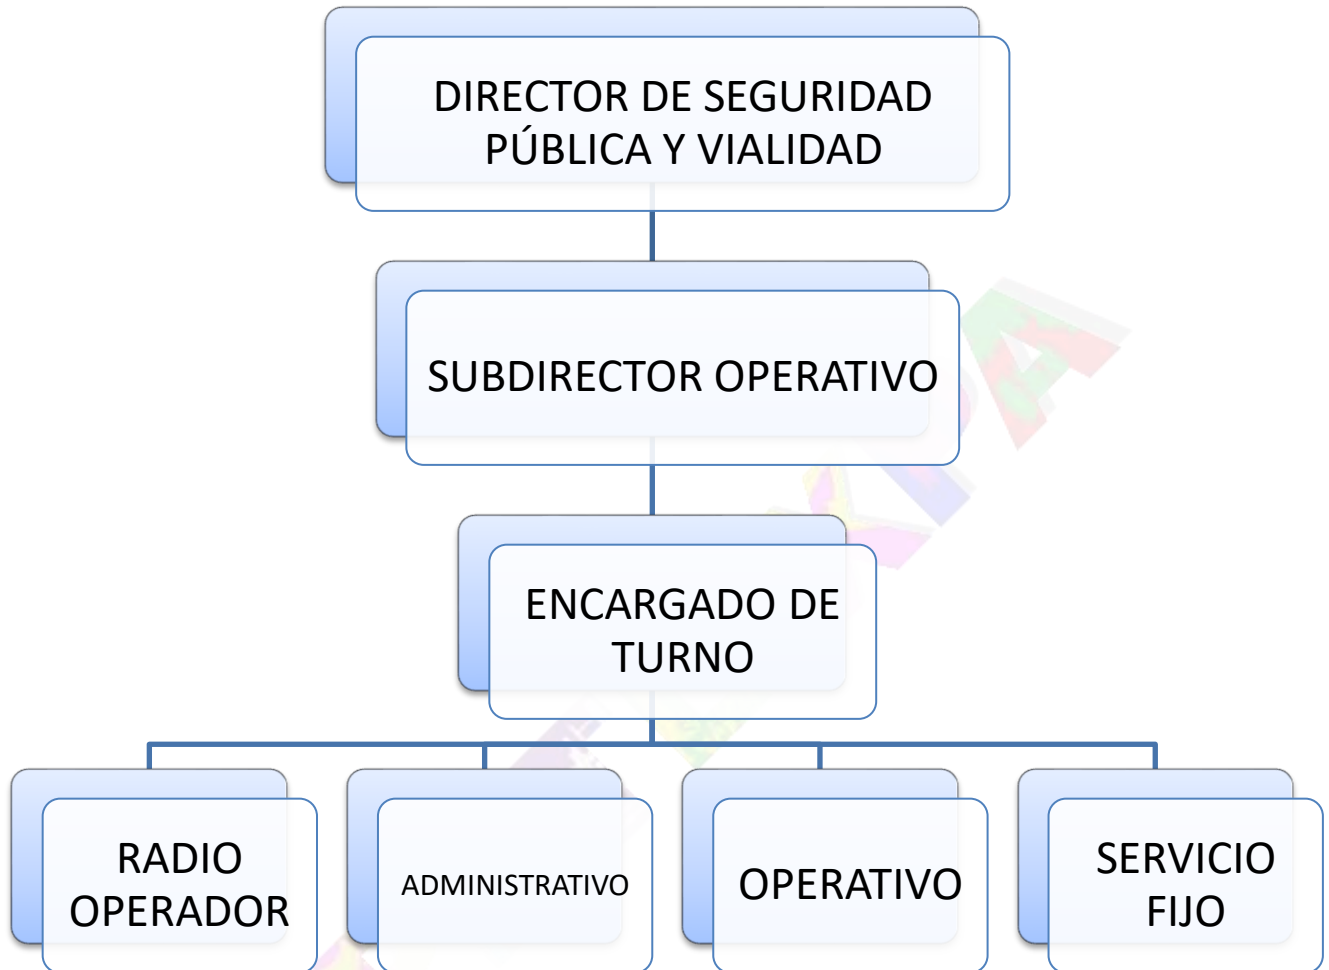 DIRECTOR DE SEGURIDAD
PÚBLICA Y VIALIDAD
SUBDIRECTOR OPERATIVO
ENCARGADO DE
TURNO
RADIO
OPERADOR
ADMINISTRATIVO
OPERATIVO
SERVICIO
FIJO